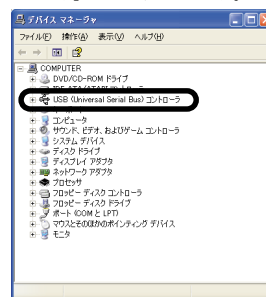 デバイス マネージャ
ファイル(F) 操作(A) 表示(V) ヘルプ(H)
COMPUTER
DVD/CD-ROM ドライブ
USB (Universal Serial Bus) コントローラ
コンピュータ
サウンド、ビデオ、およびゲーム コントローラ
システム デバイス
ディスク ドライブ
ディスプレイ アダプタ
ネットワーク アダプタ
プロセッサ
フロッピー ディスク コントローラ
フロッピー ディスク ドライブ
ポート (COM と LPT)
マウスとそのほかのポインティング デバイス
モニタ